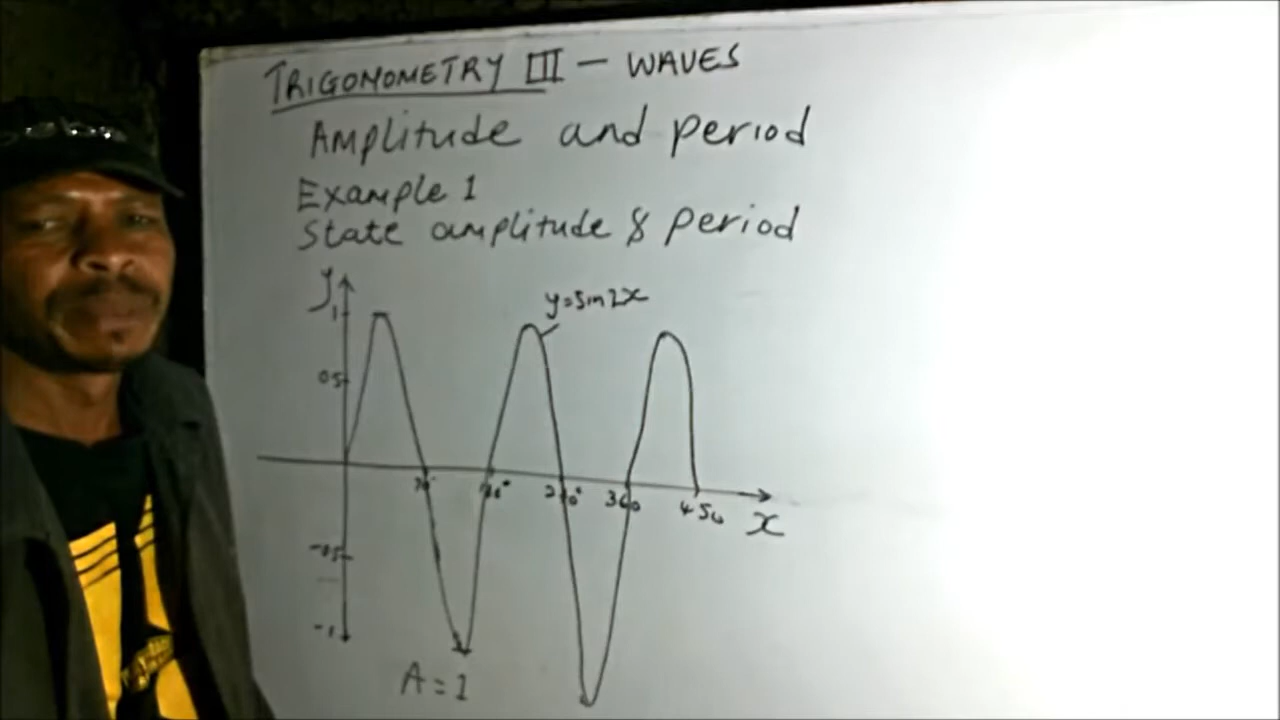 TRIGONOMETRY III - WAVES
Amplitude and period
Example 1
State amplitude & period
y
y=sin2x
1
0.5
90° 180° 270° 360 450
x
-0.5
-1
A=1